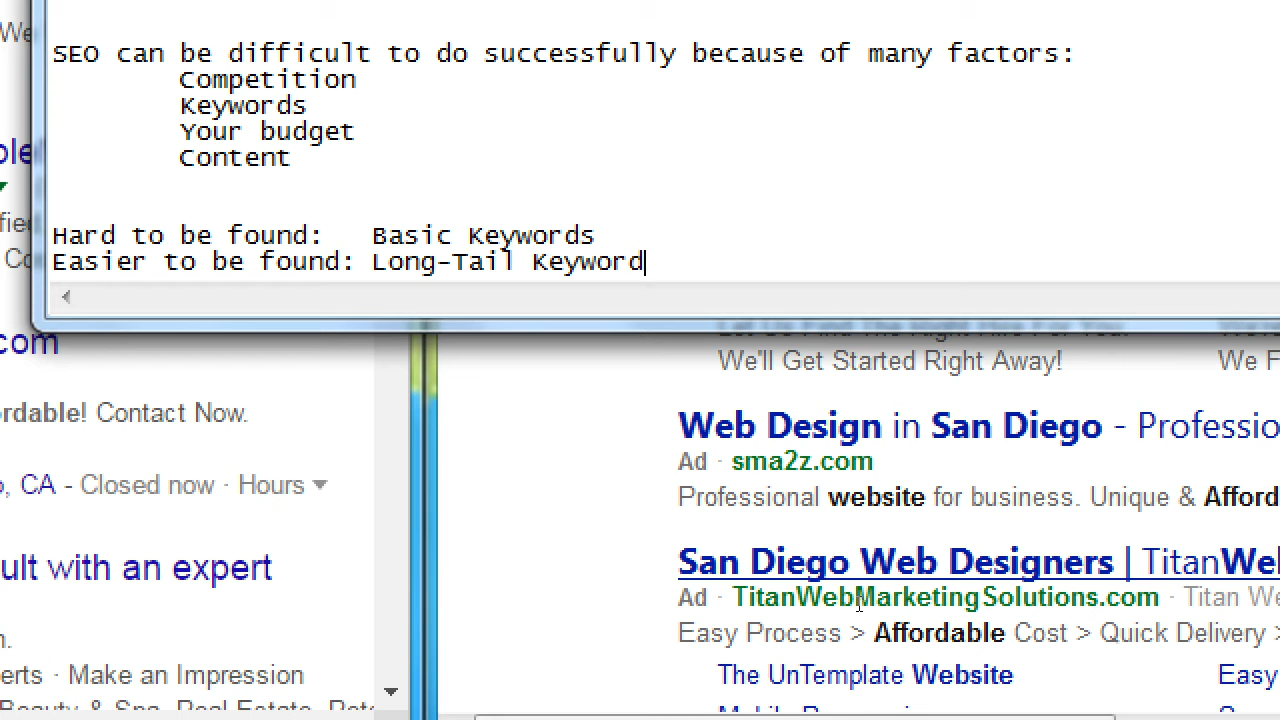 SEO can be difficult to do successfully because of many factors:
Competition
Keywords
Your budget
Content
Hard to be found: Basic Keywords
Easier to be found: Long-Tail Keyword
We
com
rdable! Contact Now.
, CA - Closed now · Hours
ult with an expert
erts · Make an Impression
We'll Get Started Right Away!
We F
Web Design in San Diego - Professio
Ad · sma2z.com
Professional website for business. Unique & Afford
San Diego Web Designers | TitanWe
Ad · TitanWebMarketingSolutions.com · Titan We
Easy Process > Affordable Cost > Quick Delivery >
The UnTemplate Website
Easy